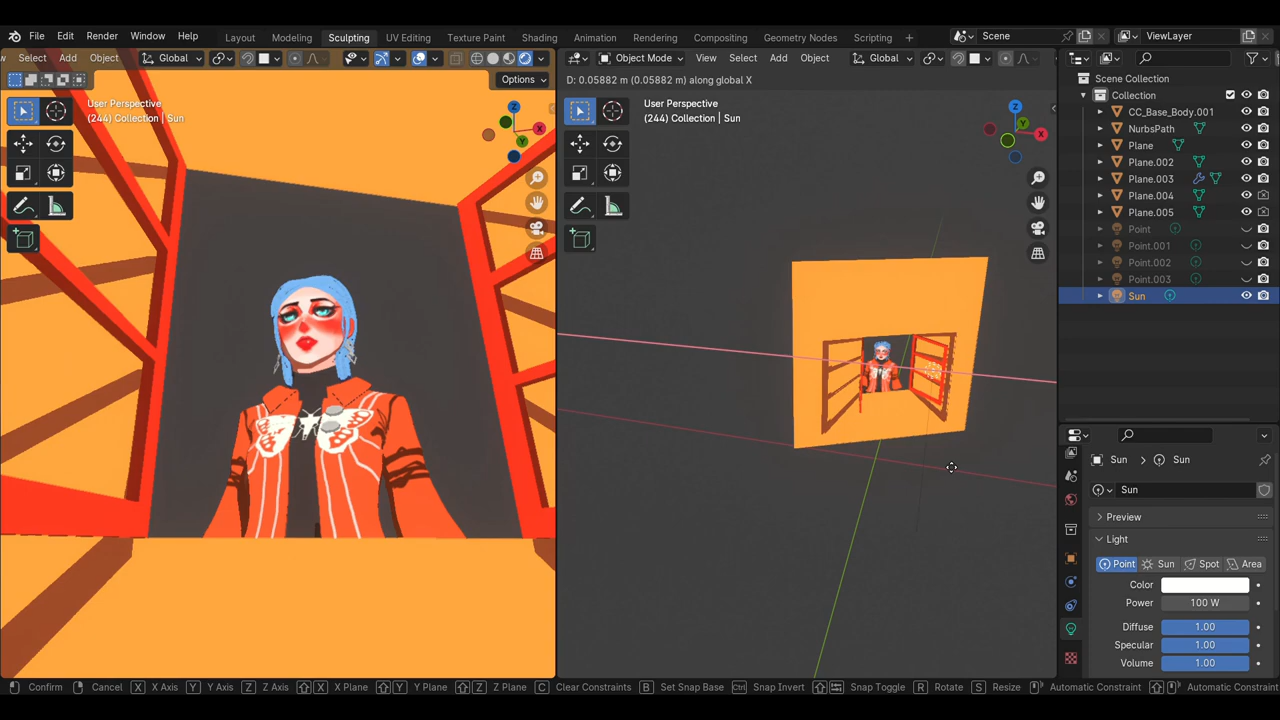 File Edit Render Window Help Layout Modeling Sculpting UV Editing Texture Paint Shading Animation Rendering Compositing Geometry Nodes Scripting Scene ViewLayer
Select Add Object Global
Options
User Perspective
(244) Collection | Sun
Z
X
Y
Object Mode View Select Add Object Global
D: 0.05882 m (0.05882 m) along global X
User Perspective
(244) Collection | Sun
Z
Y
X
Scene Collection
Collection
CC_Base_Body.001
NurbsPath
Plane
Plane.002
Plane.003
Plane.004
Plane.005
Point
Point.001
Point.002
Point.003
Sun
Sun Sun
Sun
Preview
Light
Point Sun Spot Area
Color
Power 100 W
Diffuse 1.00
Specular 1.00
Volume 1.00
Confirm Cancel X X Axis Y Y Axis Z Z Axis X X Plane Y Y Plane Z Z Plane C Clear Constraints B Set Snap Base Ctrl Snap Invert Snap Toggle R Rotate S Resize Automatic Constraint Automatic Constraint